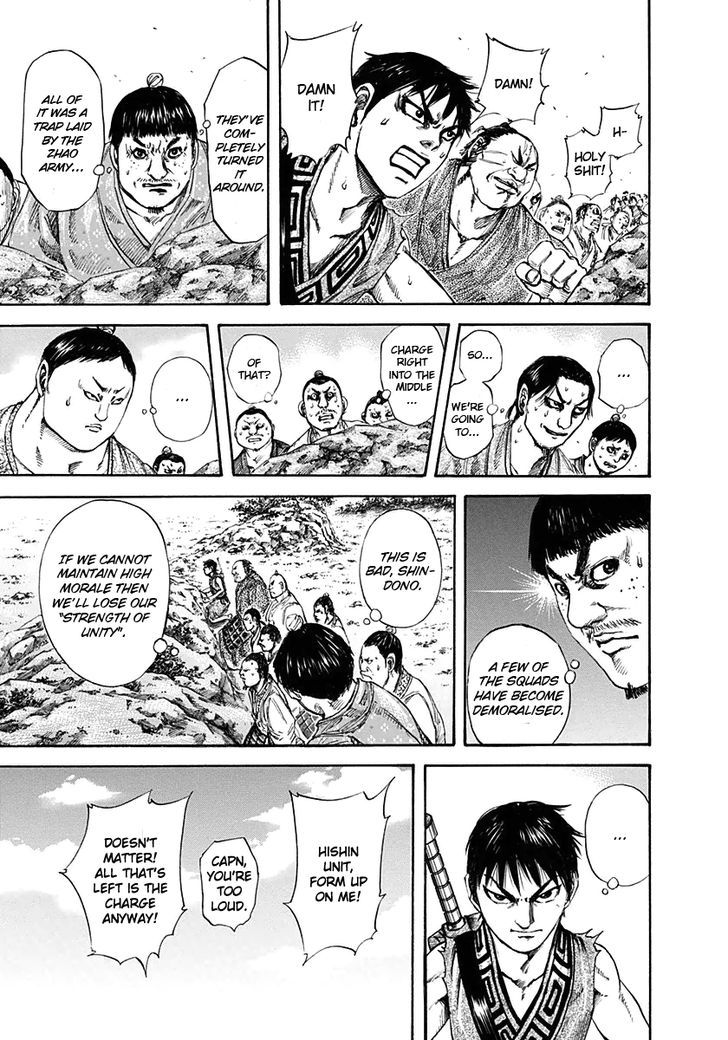 H-
HOLY
SHIT!
DAMN!
DAMN
IT!
THEY'VE
COM-
PLETELY
TURNED
IT
AROUND.
ALL OF
IT WAS A
TRAP LAID
BY THE
ZHAO
ARMY...
...
SO...
WE'RE
GOING
TO...
CHARGE
RIGHT
INTO THE
MIDDLE
...
OF
THAT?
...
A FEW OF
THE SQUADS
HAVE BECOME
DEMORALISED.
THIS IS
BAD, SHIN-
DONO.
IF WE CANNOT
MAINTAIN HIGH
MORALE THEN
WE'LL LOSE OUR
"STRENGTH OF
UNITY".
...
HISHIN
UNIT,
FORM UP
ON ME!
CAPN,
YOU'RE
TOO
LOUD.
DOESN'T
MATTER!
ALL THAT'S
LEFT IS THE
CHARGE
ANYWAY!